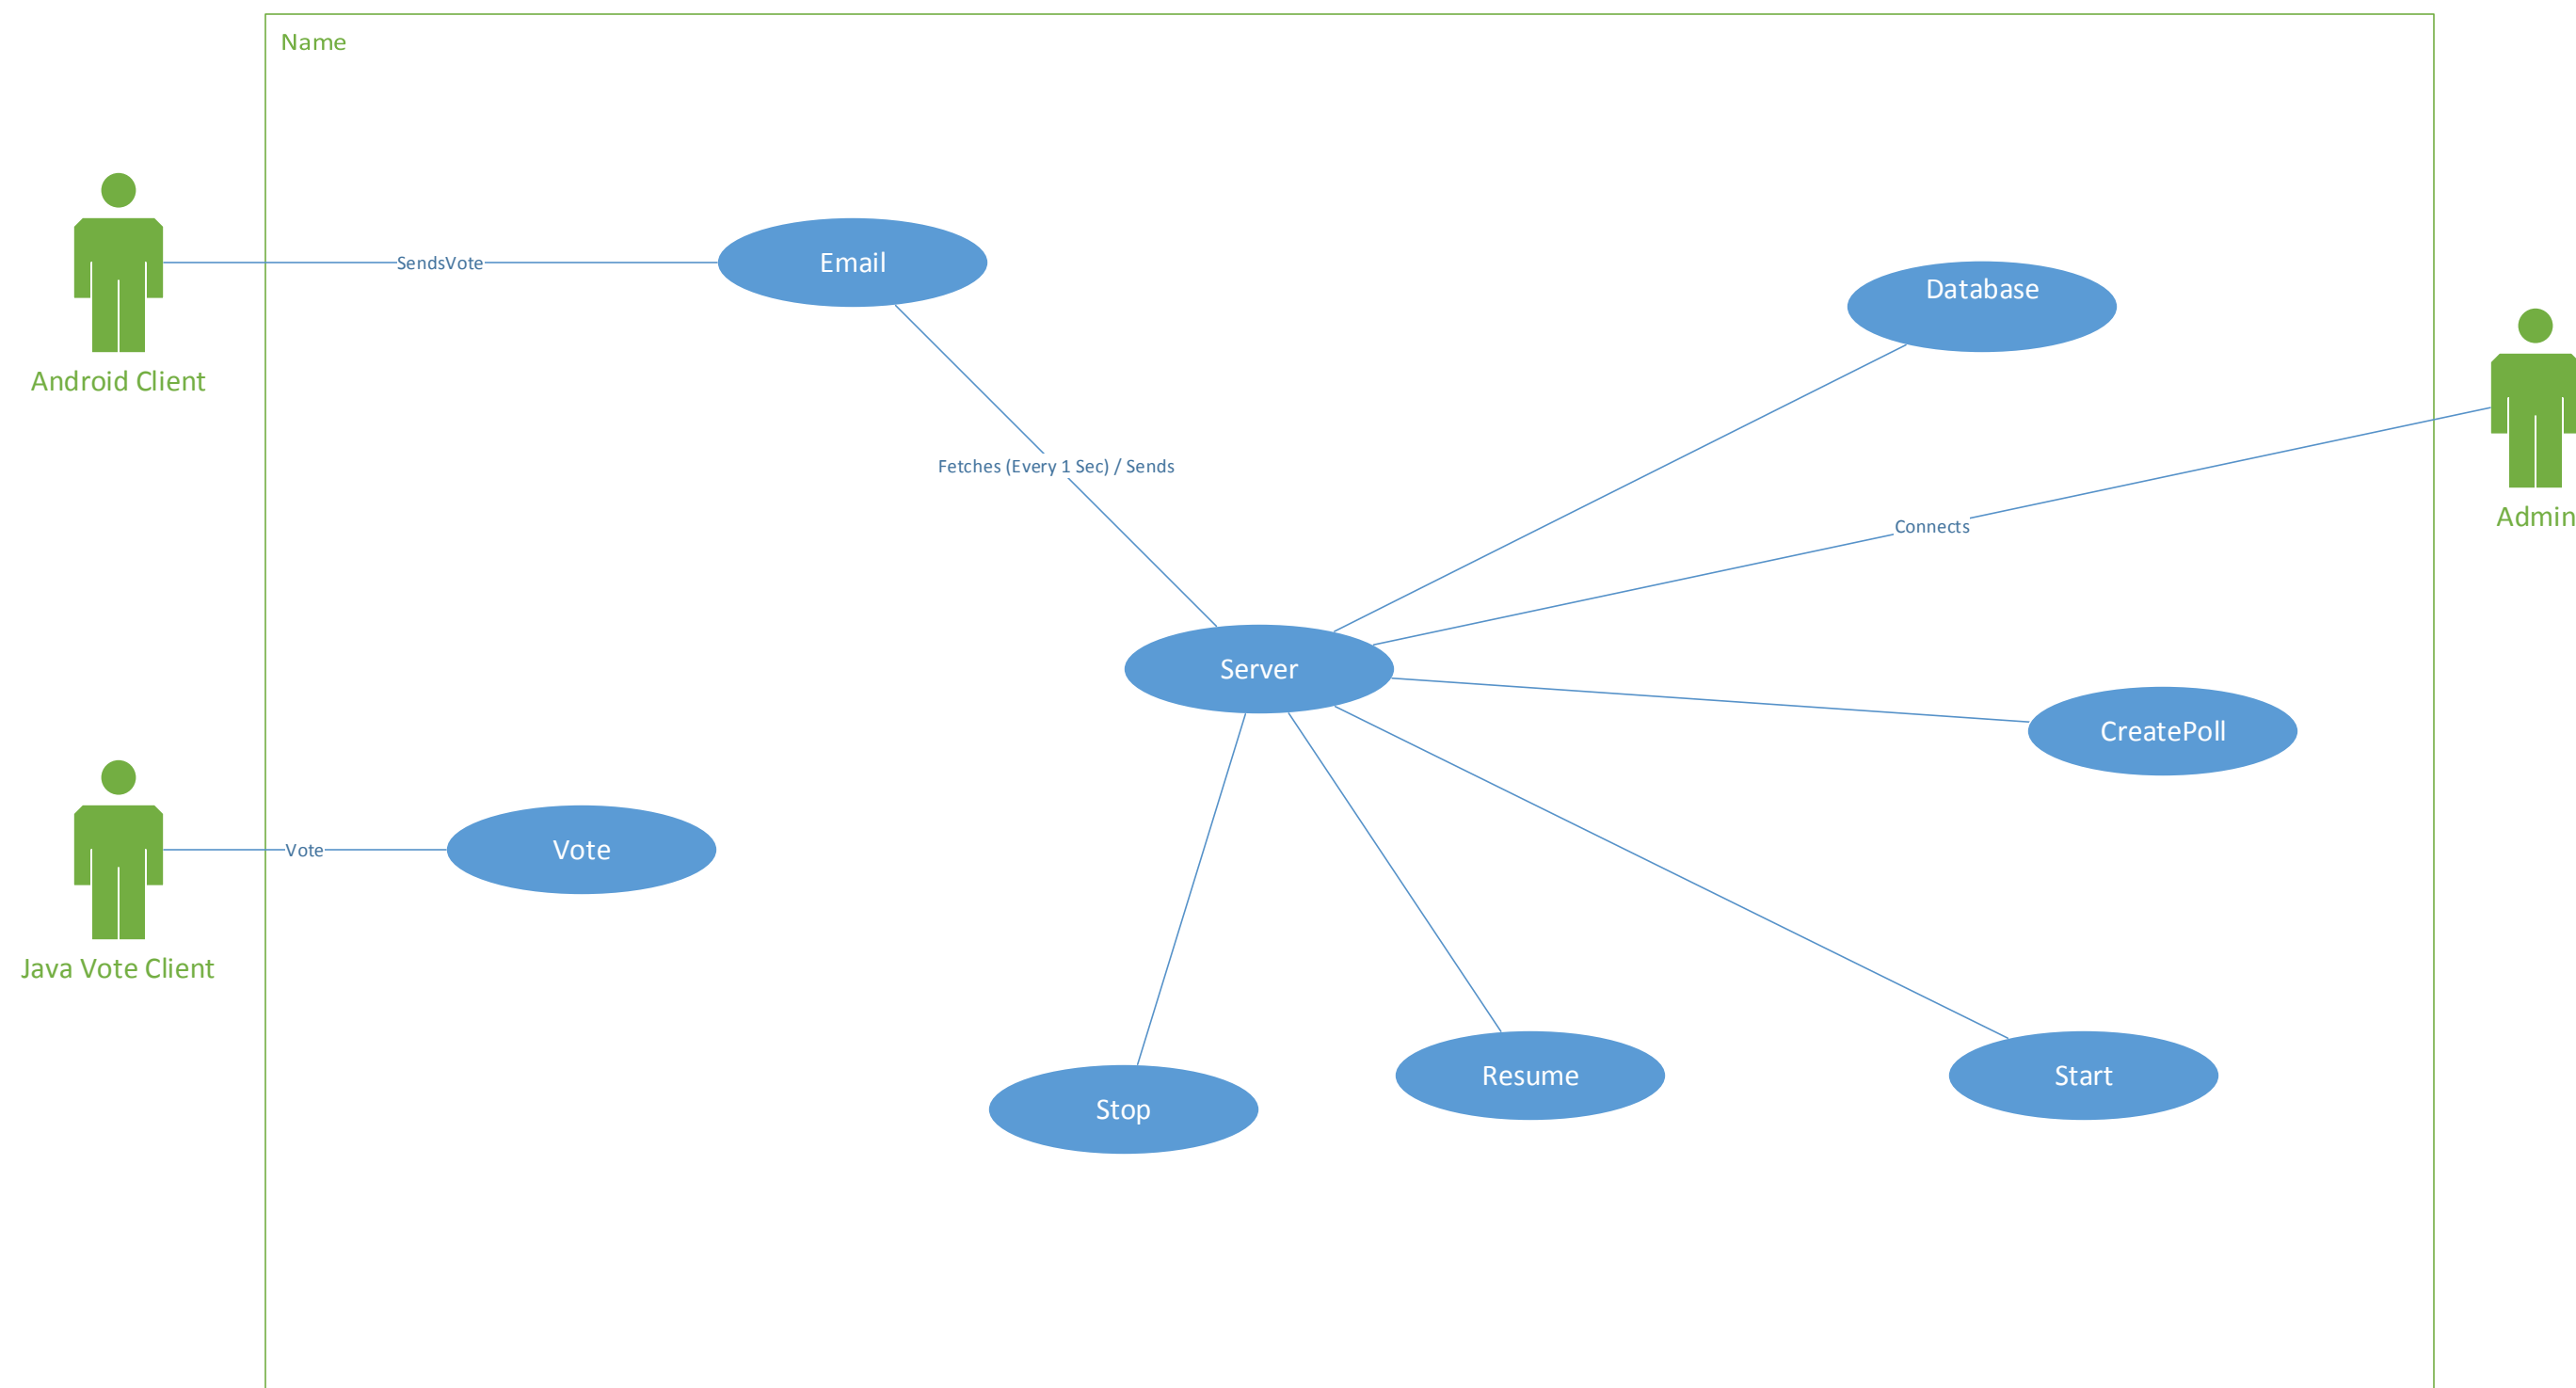 Name
SendsVote
Email
Database
Android Client
Fetches (Every 1 Sec) / Sends
Connects
Admin
Server
CreatePoll
Vote
Vote
Java Vote Client
Stop
Resume
Start